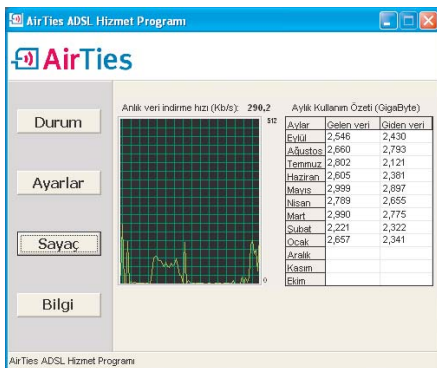 AirTies ADSL Hizmet Programı
AirTies
Durum
Ayarlar
Sayaç
Bilgi
Anlık veri indirme hızı (Kb/s): 290,2
512
0
Aylık Kullanım Özeti (GigaByte)
Aylar Gelen veri Giden veri
Eylül 2,546 2,430
Ağustos 2,660 2,793
Temmuz 2,802 2,121
Haziran 2,605 2,381
Mayıs 2,999 2,897
Nisan 2,789 2,655
Mart 2,990 2,775
Şubat 2,221 2,322
Ocak 2,657 2,341
Aralık
Kasım
Ekim
AirTies ADSL Hizmet Programı